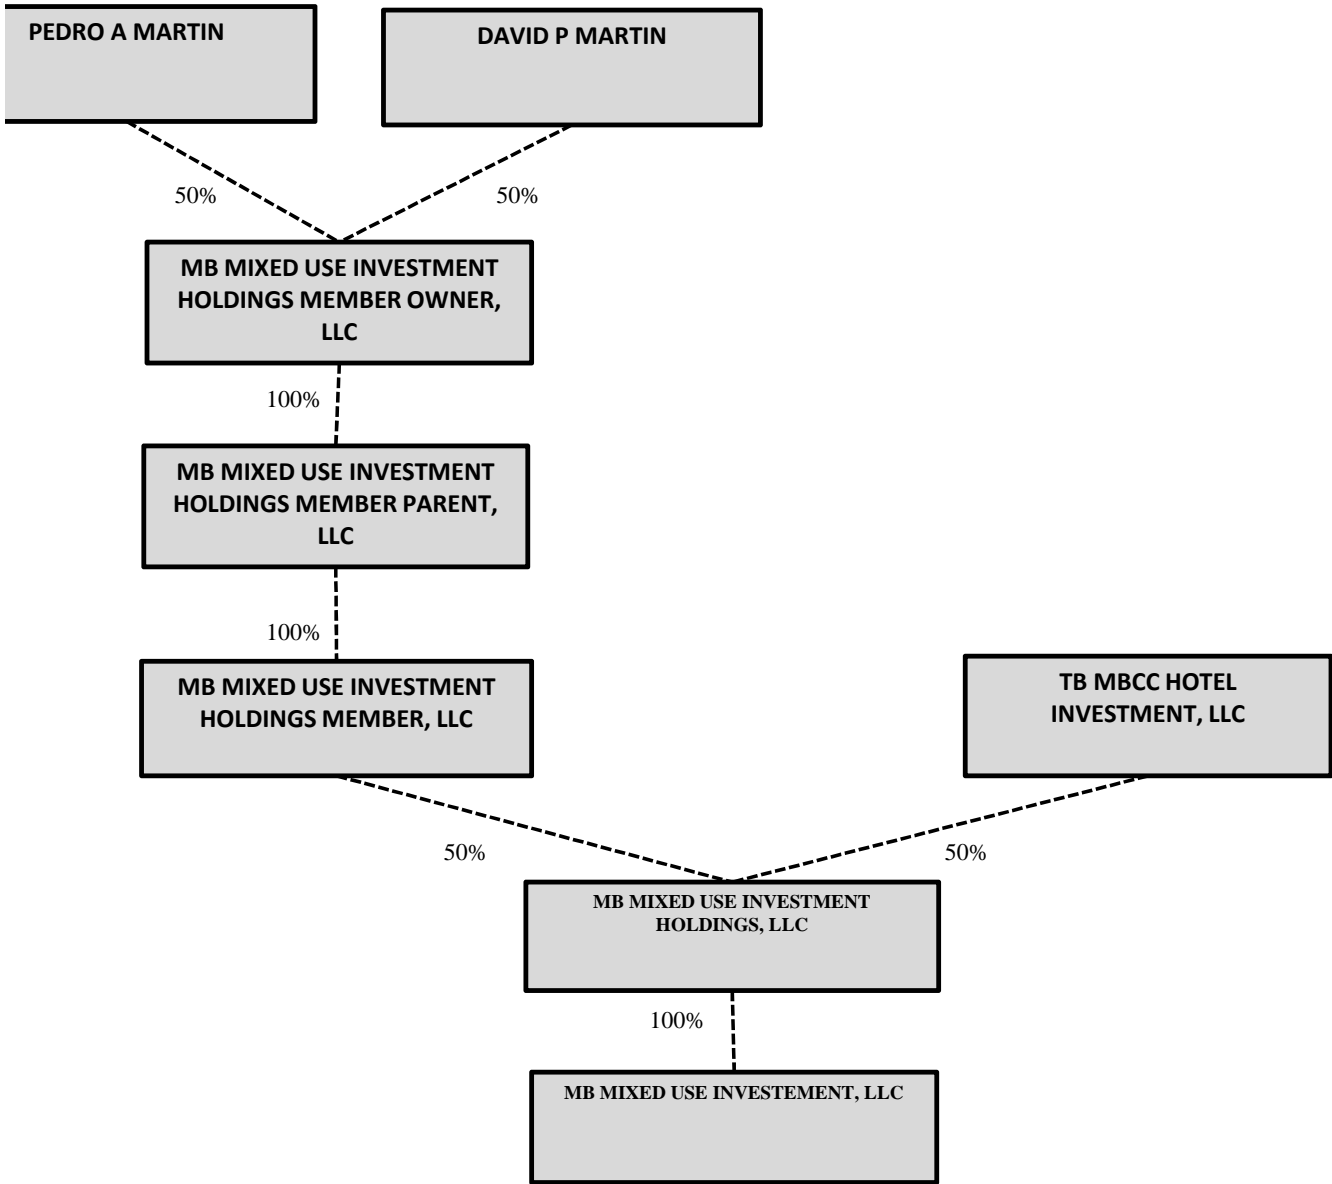 PEDRO A MARTIN
DAVID P MARTIN
50%
50%
MB MIXED USE INVESTMENT
HOLDINGS MEMBER OWNER,
LLC
100%
MB MIXED USE INVESTMENT
HOLDINGS MEMBER PARENT,
LLC
100%
MB MIXED USE INVESTMENT
HOLDINGS MEMBER, LLC
TB MBCC HOTEL
INVESTMENT, LLC
50%
50%
MB MIXED USE INVESTMENT
HOLDINGS, LLC
100%
MB MIXED USE INVESTEMENT, LLC